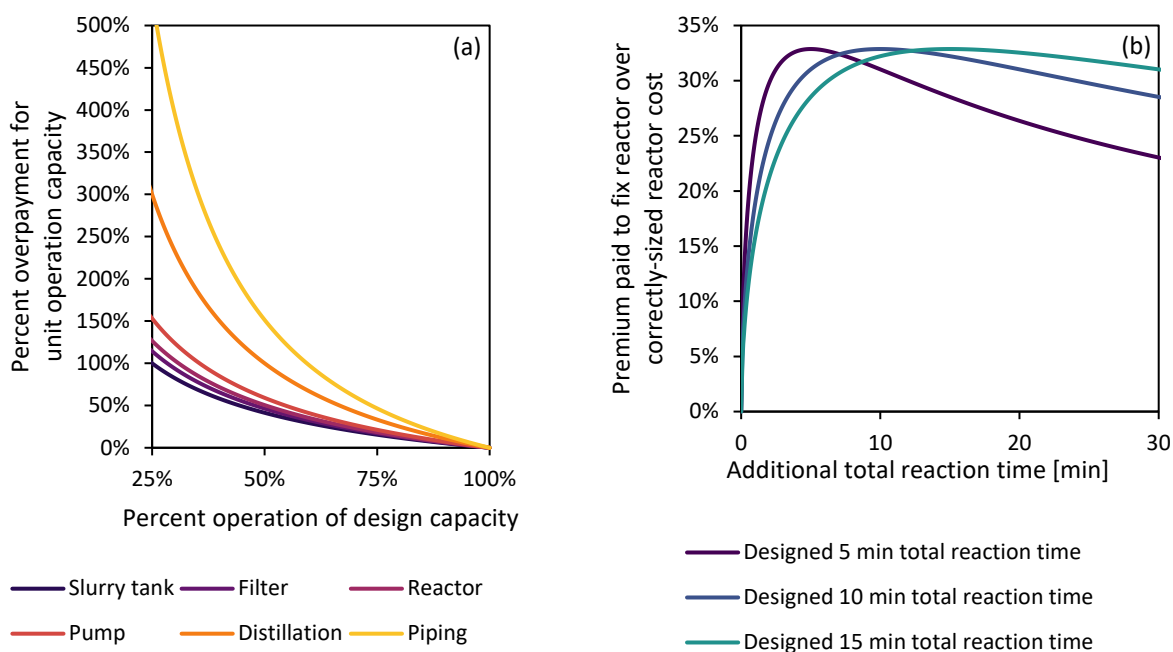 (a)
Percent overpayment for
unit operation capacity
500%
450%
400%
350%
300%
250%
200%
150%
100%
50%
0%
25%
50%
75%
100%
Percent operation of design capacity
Slurry tank
Filter
Reactor
Pump
Distillation
Piping
(b)
Premium paid to fix reactor over
correctly-sized reactor cost
35%
30%
25%
20%
15%
10%
5%
0%
0
10
20
30
Additional total reaction time [min]
Designed 5 min total reaction time
Designed 10 min total reaction time
Designed 15 min total reaction time